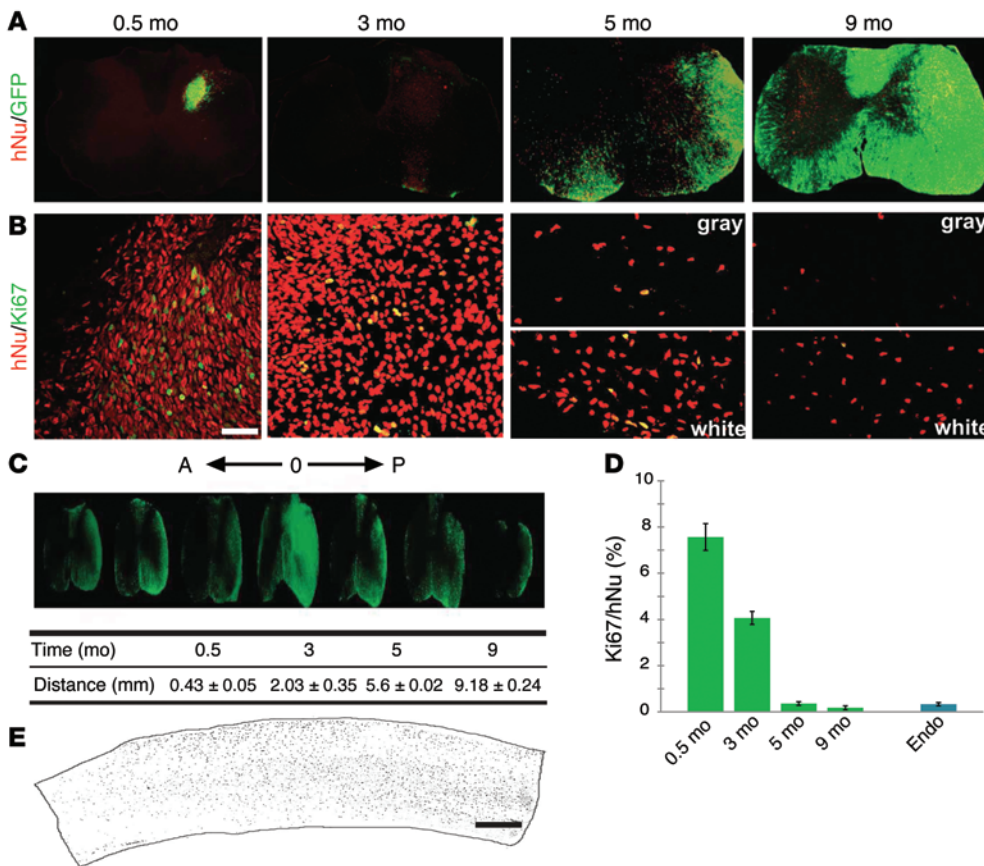 A
0.5 mo
3 mo
5 mo
9 mo
hNu/GFP
B
hNu/Ki67
gray
white
gray
white
C
A
0
P
Time (mo) 0.5 3 5 9
Distance (mm) 0.43 ± 0.05 2.03 ± 0.35 5.6 ± 0.02 9.18 ± 0.24
D
Ki67/hNu (%)
10
8
6
4
2
0
0.5 mo
3 mo
5 mo
9 mo
Endo
E